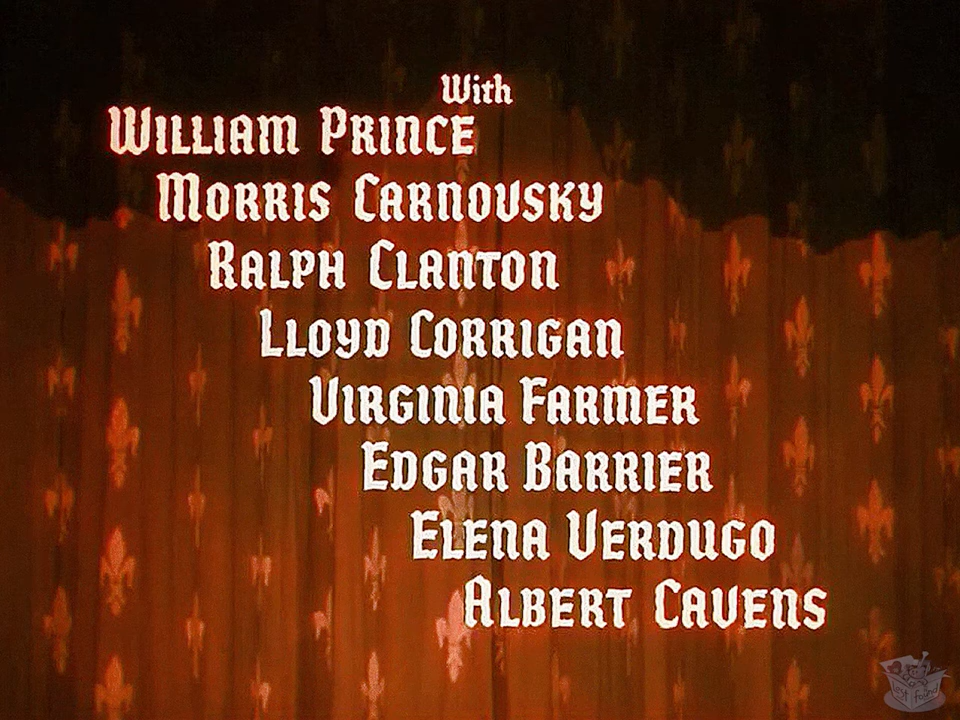 With
William Prince
Morris Carnovsky
Ralph Clanton
Lloyd Corrigan
Virginia Farmer
Edgar Barrier
Elena Verdugo
Albert Cavens